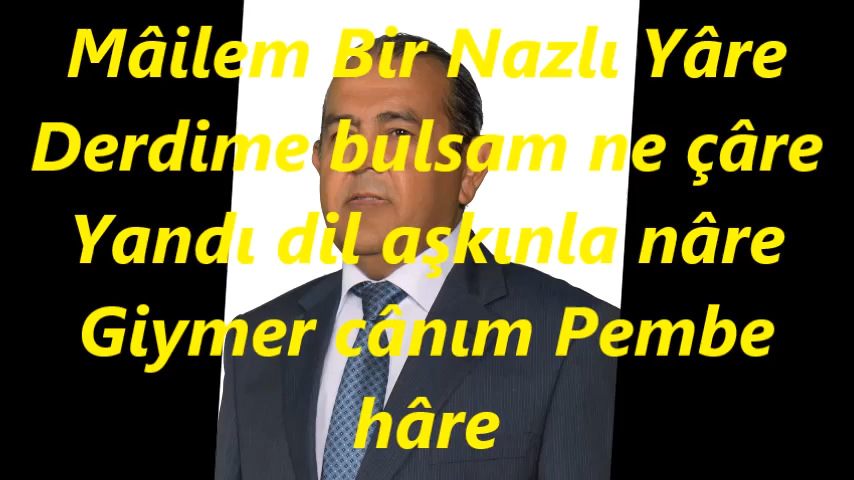 Mâilem Bir Nazlı Yâre
Derdime bulsam ne çâre
Yandı dil aşkınla nâre
Giymer cânım Pembe
hâre